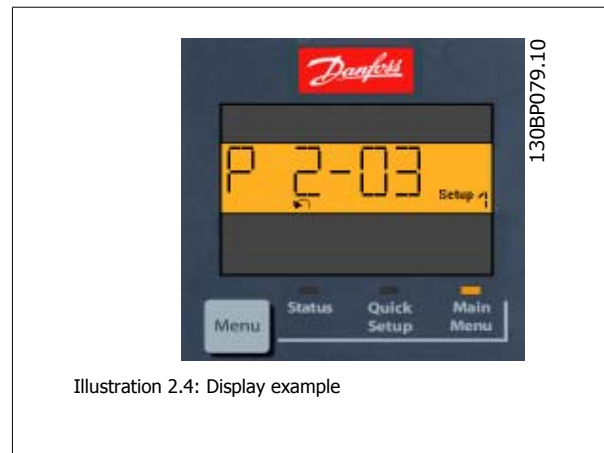 Danfoss
130BP079.10
P 2-03
Setup 1
Status
Quick Setup
Main Menu
Menu
Illustration 2.4: Display example